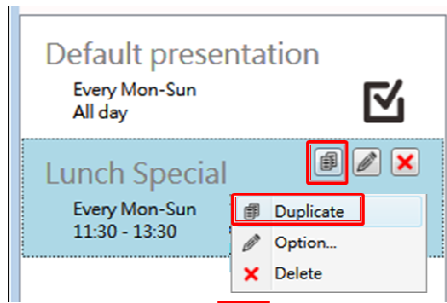 Default presentation
Every Mon-Sun
All day
Lunch Special
Every Mon-Sun
11:30 - 13:30
Duplicate
Option...
Delete